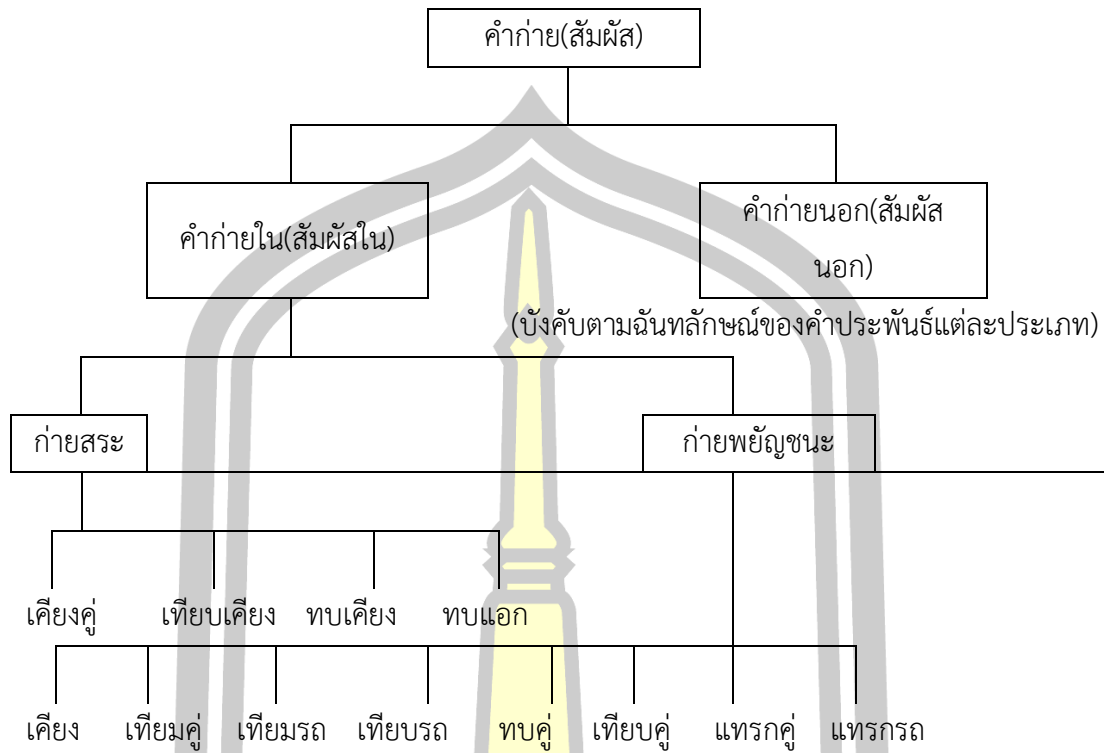 คำก่าย(สัมผัส)
คำก่ายใน(สัมผัสใน)
คำก่ายนอก(สัมผัส
นอก)
(บังคับตามฉันทลักษณ์ของคำประพันธ์แต่ละประเภท)
ก่ายสระ
ก่ายพยัญชนะ
เคียงคู่ เทียบเคียง ทบเคียง ทบแอก
เคียง เทียมคู่ เทียมรถ เทียบรถ ทบคู่ เทียบคู่ แทรกคู่ แทรกรถ